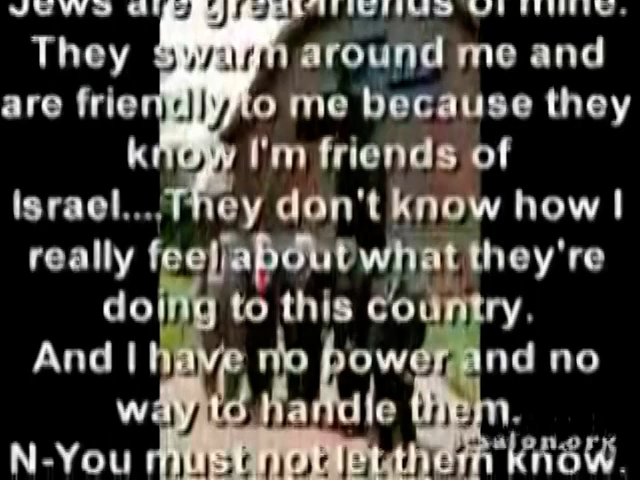 Jews are great friends of mine.
They swarm around me and
are friendly to me because they
know I'm friends of
Israel....They don't know how I
really feel about what they're
doing to this country.
And I have no power and no
way to handle them.
salon.org
N-You must not let them know.